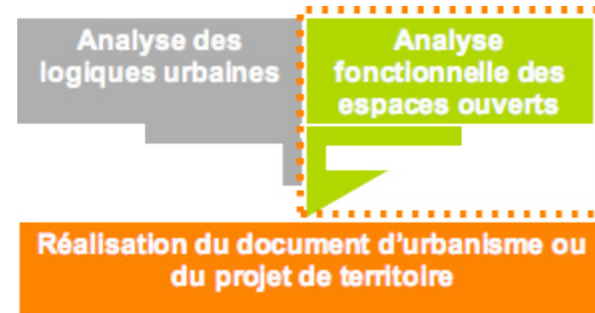 Analyse des
logiques urbaines
Analyse
fonctionnelle des
espaces ouverts
Réalisation du document d'urbanisme ou
du projet de territoire